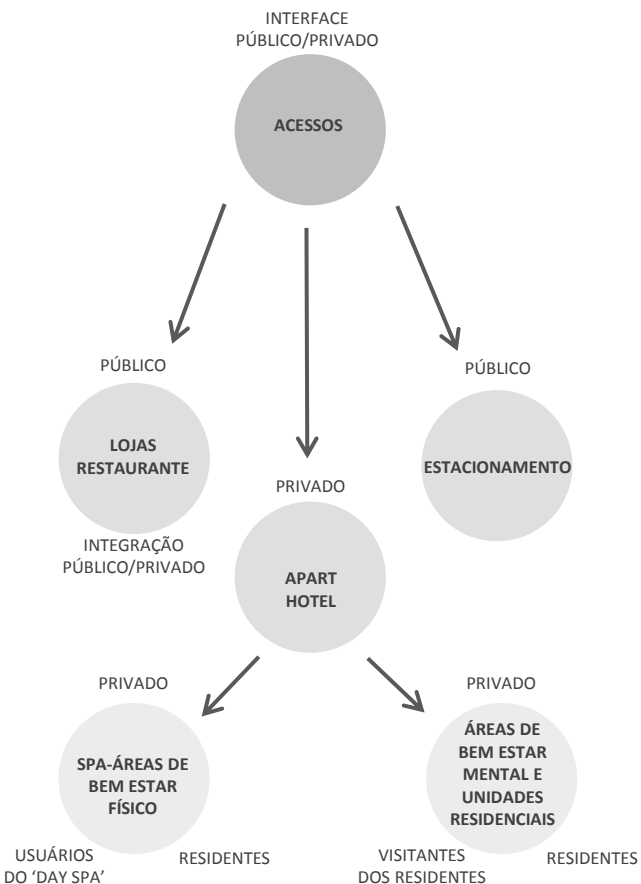 INTERFACE
PÚBLICO/PRIVADO
ACESSOS
PÚBLICO
LOJAS
RESTAURANTE
INTEGRAÇÃO
PÚBLICO/PRIVADO
PÚBLICO
ESTACIONAMENTO
PRIVADO
APART
HOTEL
PRIVADO
SPA-ÁREAS DE
BEM ESTAR
FÍSICO
USUÁRIOS
DO ‘DAY SPA’
RESIDENTES
PRIVADO
ÁREAS DE
BEM ESTAR
MENTAL E
UNIDADES
RESIDENCIAIS
VISITANTES
DOS RESIDENTES
RESIDENTES